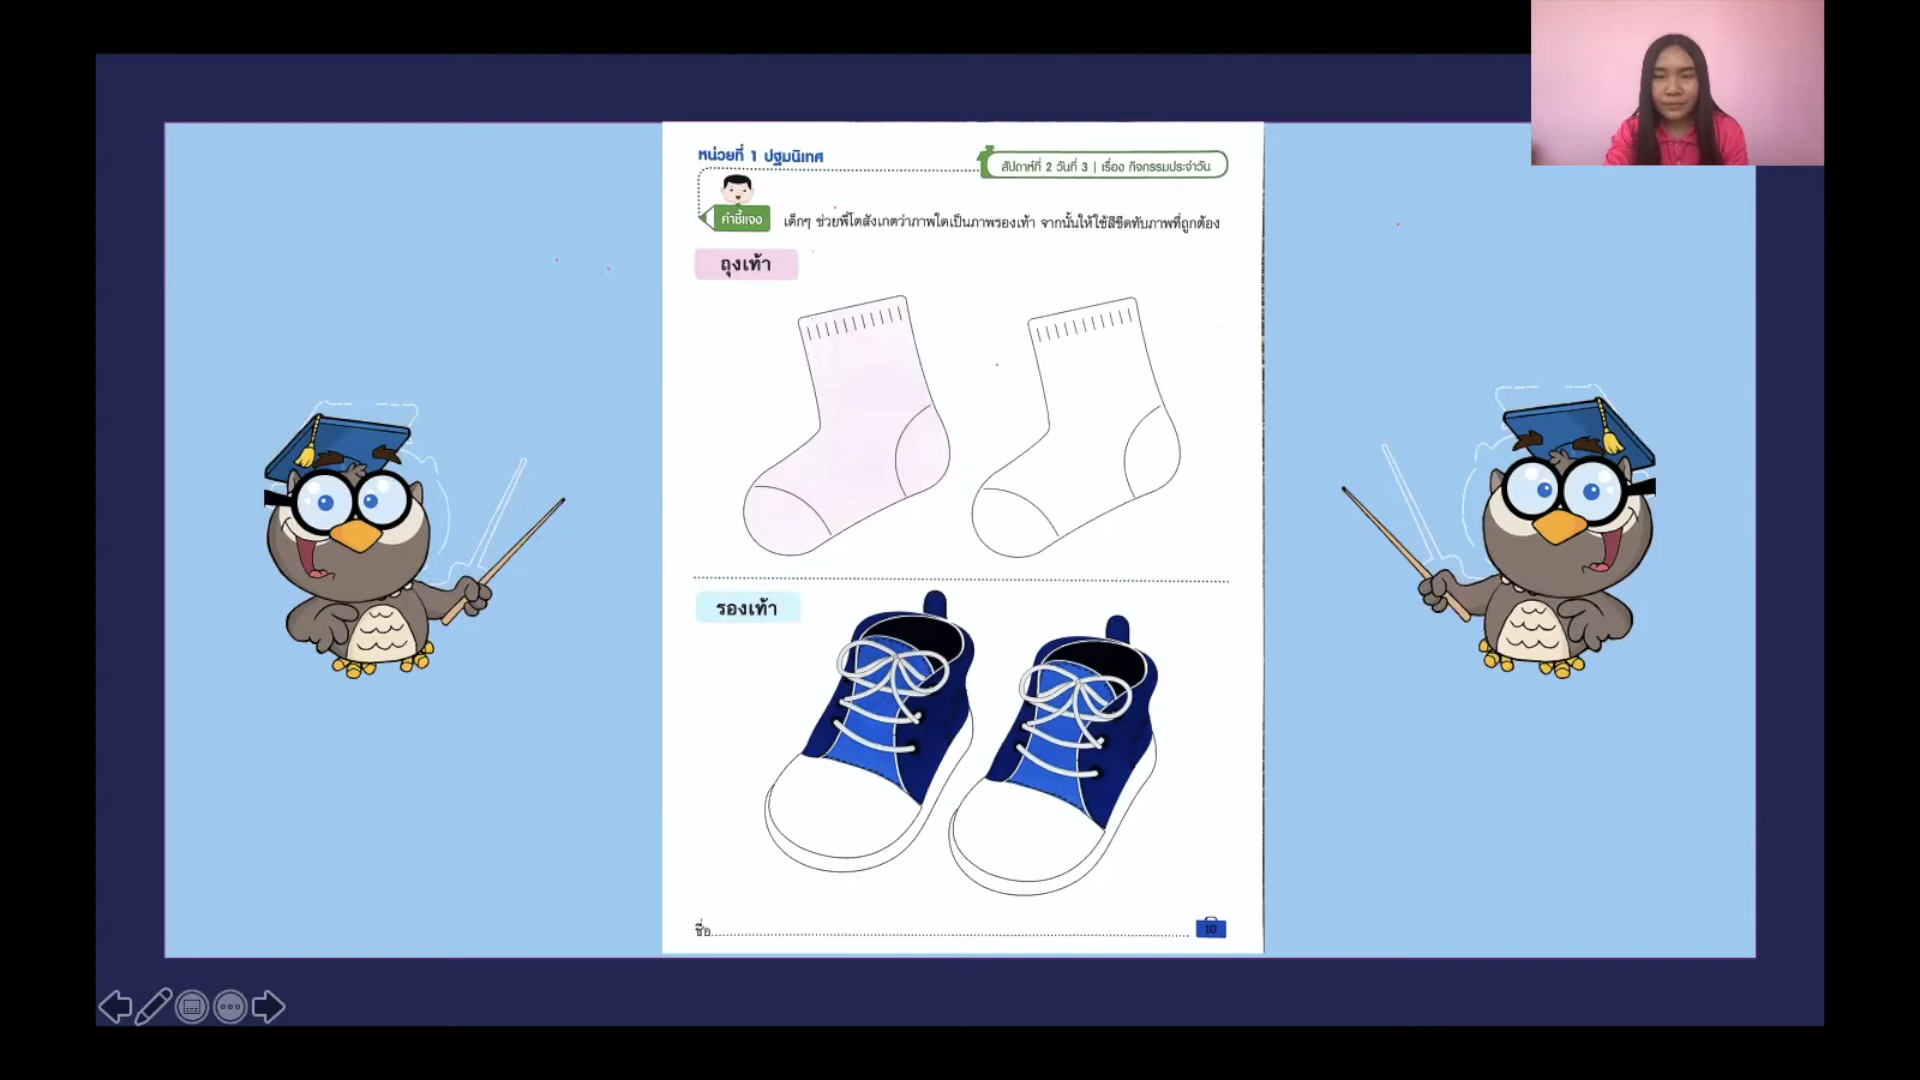 หน่วยที่ 1 ปฐมนิเทศ
สัปดาห์ที่ 2 วันที่ 3 | เรื่อง กิจกรรมประจำวัน
คำชี้แจง
เด็กๆ ช่วยพี่โตสังเกตว่าภาพใดเป็นภาพรองเท้า จากนั้นให้ใช้สีขีดทับภาพที่ถูกต้อง
ถุงเท้า
รองเท้า
ชื่อ
10